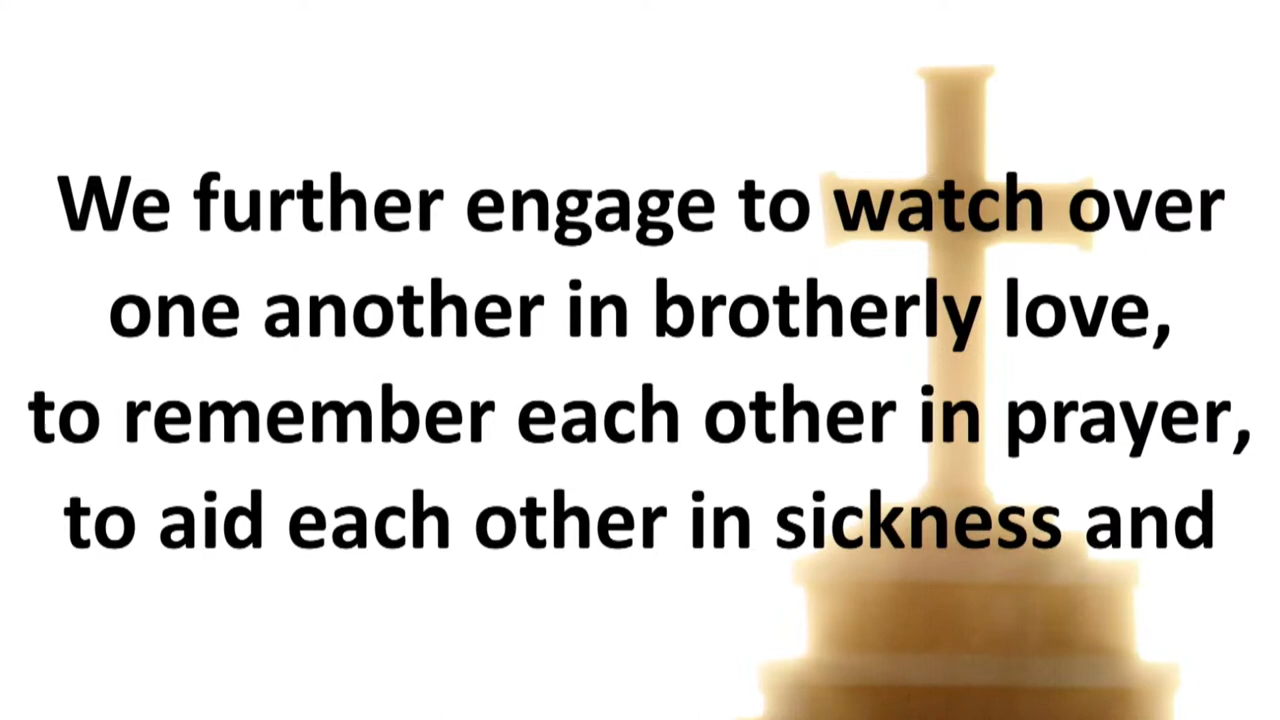 We further engage to watch over
one another in brotherly love,
to remember each other in prayer,
to aid each other in sickness and